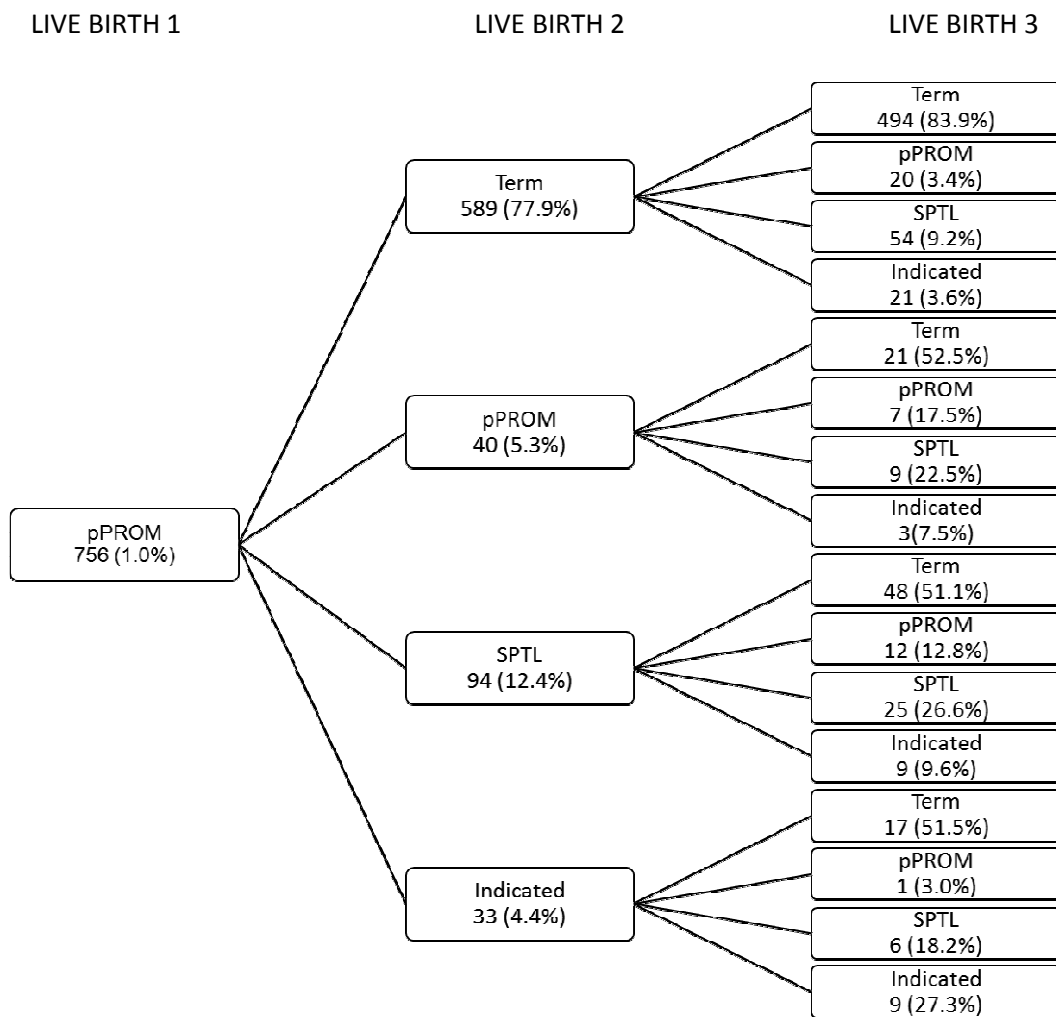 LIVE BIRTH 1
LIVE BIRTH 2
LIVE BIRTH 3
pPROM
756 (1.0%)
Term
589 (77.9%)
pPROM
40 (5.3%)
SPTL
94 (12.4%)
Indicated
33 (4.4%)
Term
494 (83.9%)
pPROM
20 (3.4%)
SPTL
54 (9.2%)
Indicated
21 (3.6%)
Term
21 (52.5%)
pPROM
7 (17.5%)
SPTL
9 (22.5%)
Indicated
3(7.5%)
Term
48 (51.1%)
pPROM
12 (12.8%)
SPTL
25 (26.6%)
Indicated
9 (9.6%)
Term
17 (51.5%)
pPROM
1 (3.0%)
SPTL
6 (18.2%)
Indicated
9 (27.3%)